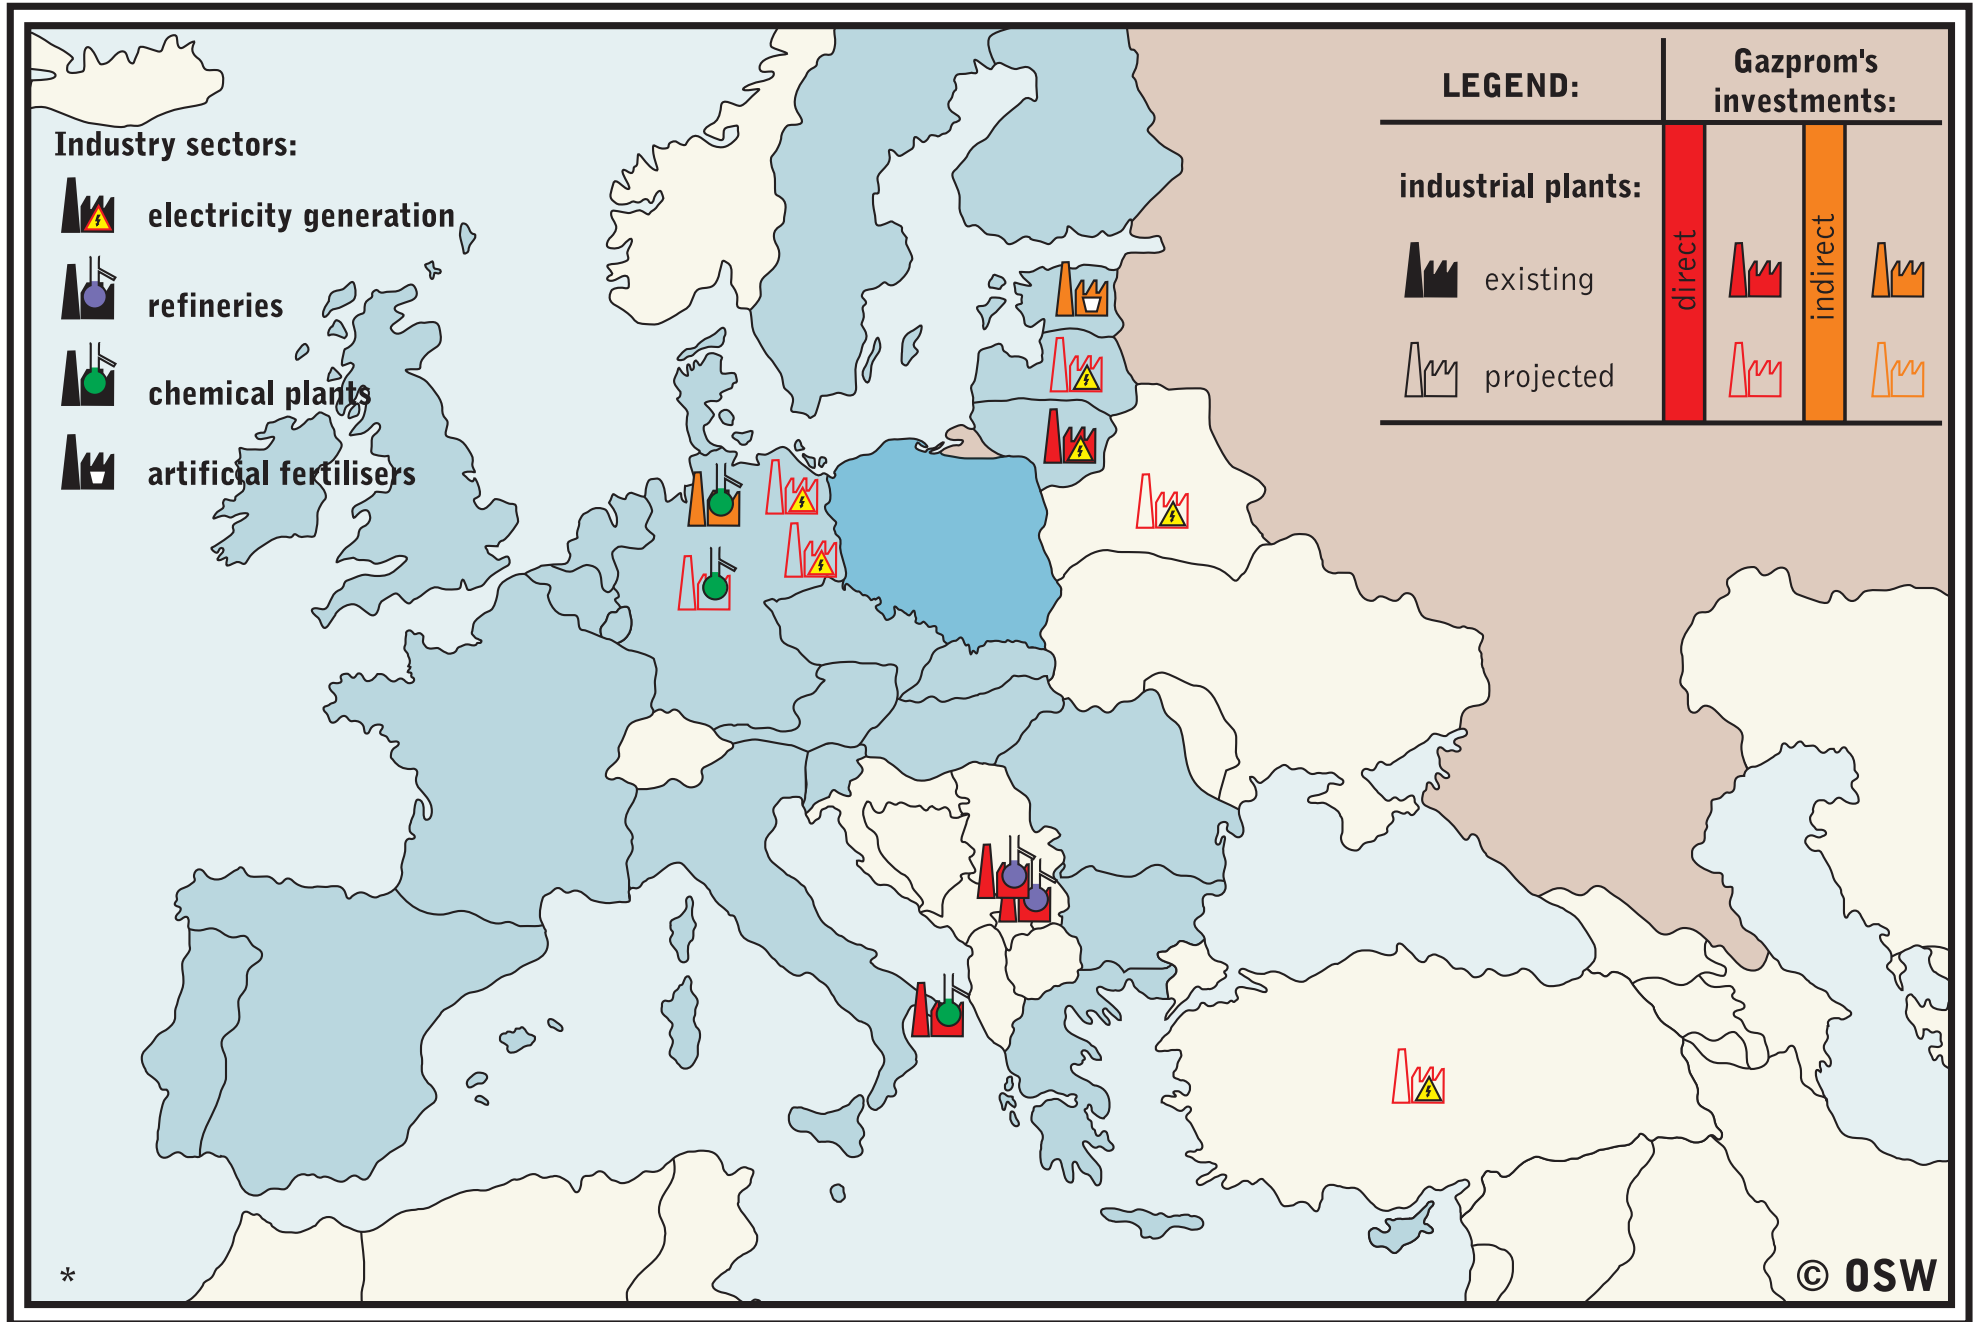 Industry sectors:
electricity generation
refineries
chemical plants
artificial fertilisers
LEGEND:
Gazprom's
investments:
industrial plants:
existing
projected
direct
indirect
*
© OSW